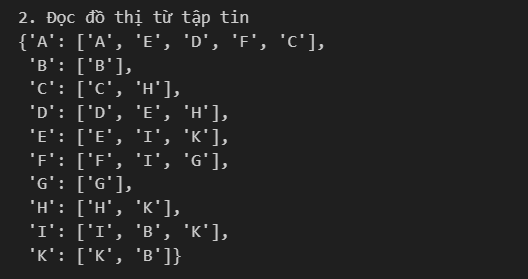 2. Đọc đồ thị từ tập tin
{'A': ['A', 'E', 'D', 'F', 'C'],
'B': ['B'],
'C': ['C', 'H'],
'D': ['D', 'E', 'H'],
'E': ['E', 'I', 'K'],
'F': ['F', 'I', 'G'],
'G': ['G'],
'H': ['H', 'K'],
'I': ['I', 'B', 'K'],
'K': ['K', 'B']}